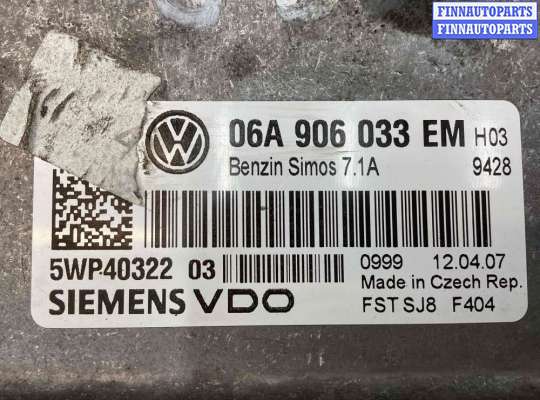 FINNAUTOPARTS
FINNAUTOPARTS
06A 906 033 EM H03
Benzin Simos 7.1A 9428
5WP40322 03
0999 12.04.07
Made in Czech Rep.
SIEMENS VDO
FST SJ8 F404